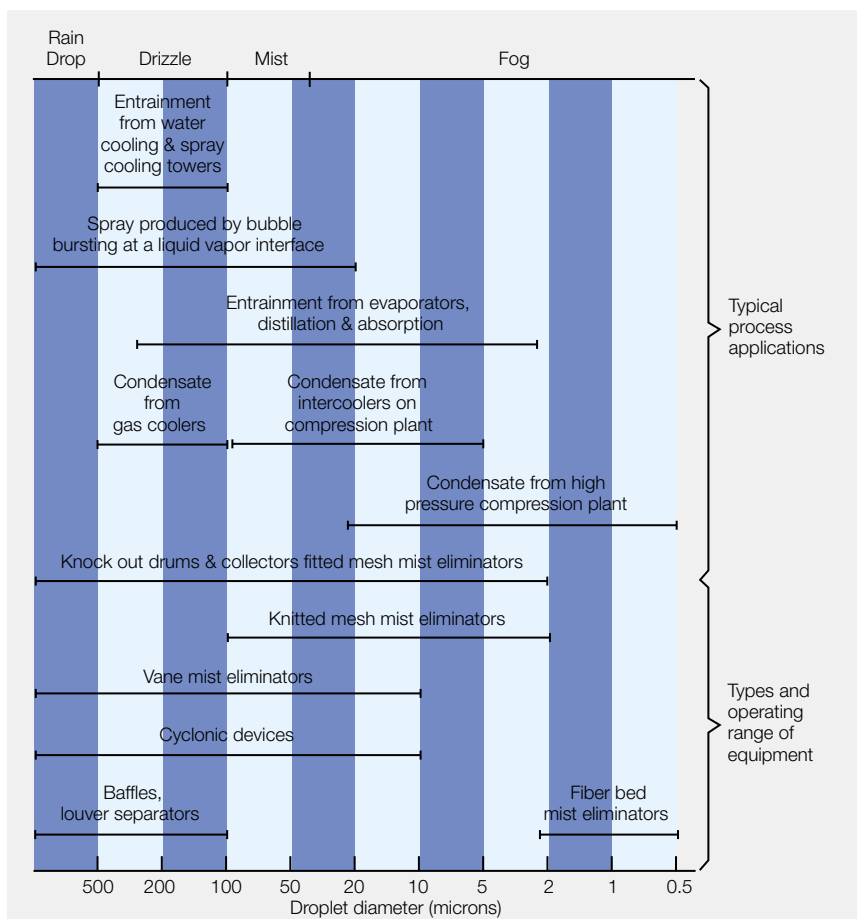 Rain
Drop
Drizzle
Mist
Fog
Entrainment
from water
cooling & spray
cooling towers
Spray produced by bubble
bursting at a liquid vapor interface
Entrainment from evaporators,
distillation & absorption
Condensate
from
gas coolers
Condensate from
intercoolers on
compression plant
Condensate from high
pressure compression plant
Typical
process
applications
Knock out drums & collectors fitted mesh mist eliminators
Knitted mesh mist eliminators
Vane mist eliminators
Cyclonic devices
Baffles,
louver separators
Fiber bed
mist eliminators
Types and
operating
range of
equipment
500 200 100 50 20 10 5 2 1 0.5
Droplet diameter (microns)